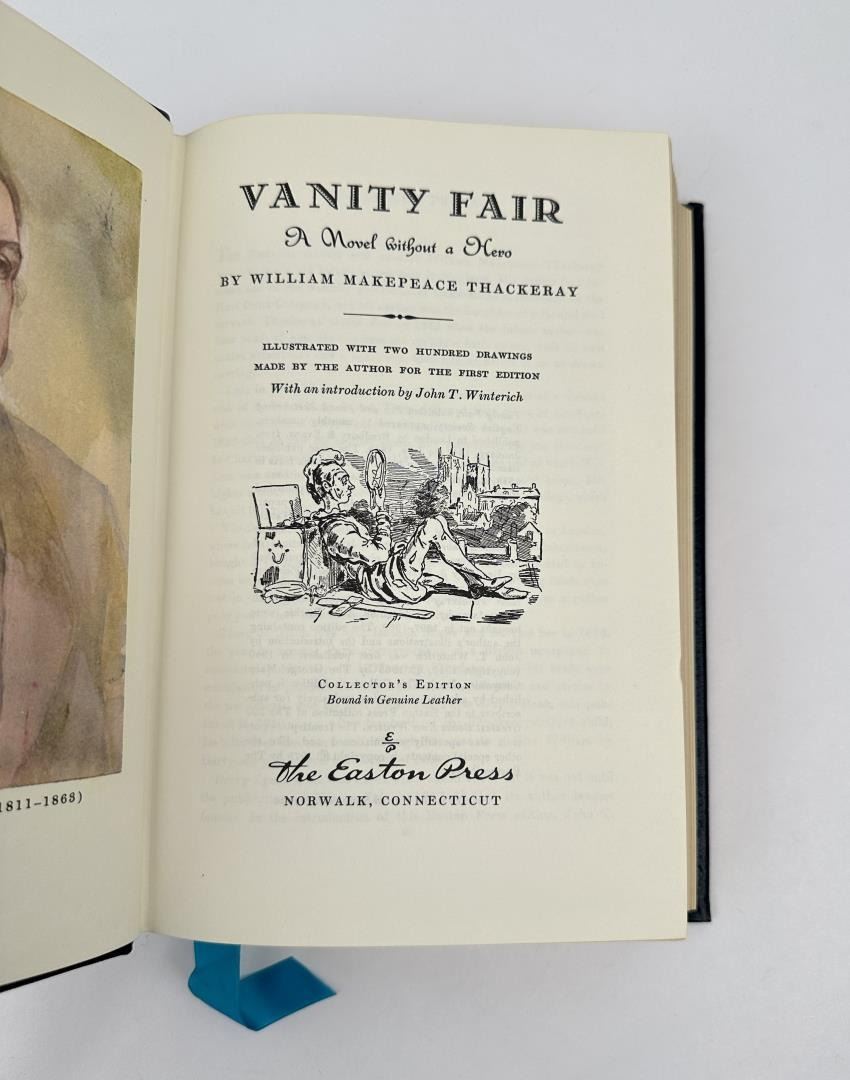 VANITY FAIR
A Novel without a Hero
BY WILLIAM MAKEPEACE THACKERAY
ILLUSTRATED WITH TWO HUNDRED DRAWINGS
MADE BY THE AUTHOR FOR THE FIRST EDITION
With an introduction by John T. Winterich
COLLECTOR'S EDITION
Bound in Genuine Leather
E
P
The Easton Press
NORWALK, CONNECTICUT
1811–1863)